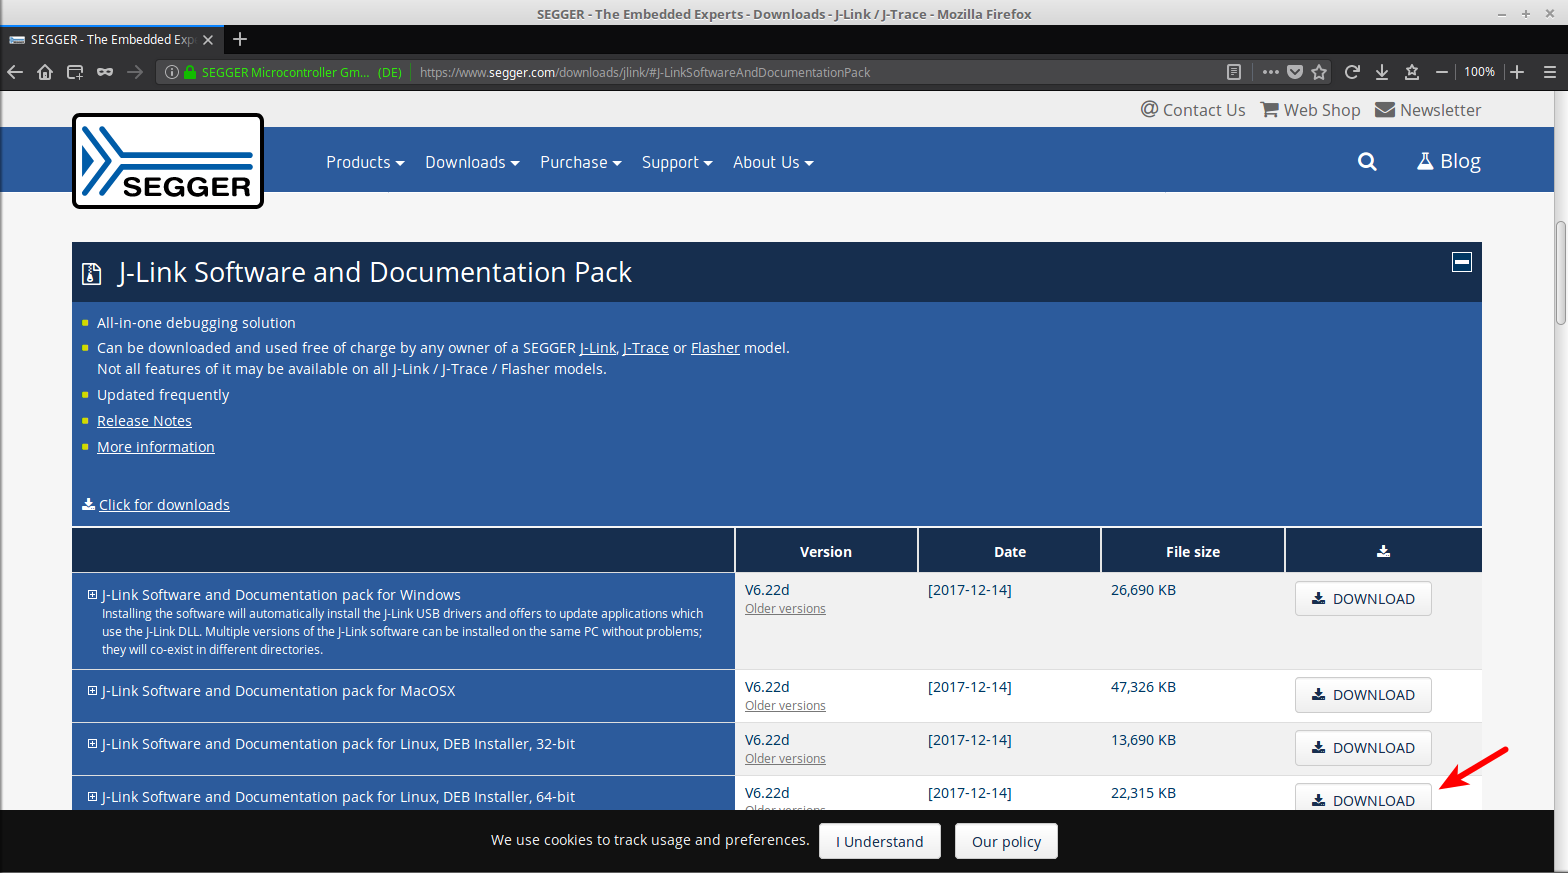 SEGGER - The Embedded Experts - Downloads - J-Link / J-Trace - Mozilla Firefox
SEGGER - The Embedded Exp
SEGGER Microcontroller Gm... (DE)
https://www.segger.com/downloads/jlink/#J-LinkSoftwareAndDocumentationPack
100%
Contact Us
Web Shop
Newsletter
SEGGER
Products
Downloads
Purchase
Support
About Us
Blog
J-Link Software and Documentation Pack
All-in-one debugging solution
Can be downloaded and used free of charge by any owner of a SEGGER J-Link, J-Trace or Flasher model.
Not all features of it may be available on all J-Link / J-Trace / Flasher models.
Updated frequently
Release Notes
More information
Click for downloads
Version Date File size
J-Link Software and Documentation pack for Windows
Installing the software will automatically install the J-Link USB drivers and offers to update applications which
use the J-Link DLL. Multiple versions of the J-Link software can be installed on the same PC without problems;
they will co-exist in different directories.
V6.22d
Older versions
[2017-12-14]
26,690 KB
DOWNLOAD
J-Link Software and Documentation pack for MacOSX
V6.22d
Older versions
[2017-12-14]
47,326 KB
DOWNLOAD
J-Link Software and Documentation pack for Linux, DEB Installer, 32-bit
V6.22d
Older versions
[2017-12-14]
13,690 KB
DOWNLOAD
J-Link Software and Documentation pack for Linux, DEB Installer, 64-bit
V6.22d
Older versions
[2017-12-14]
22,315 KB
DOWNLOAD
We use cookies to track usage and preferences.
I Understand
Our policy